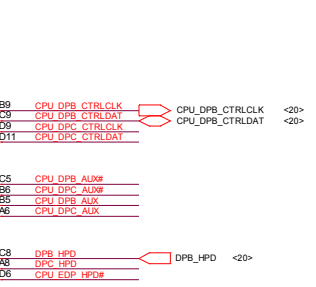 B9 CPU_DPB_CTRLCLK CPU_DPB_CTRLCLK <20>
C9 CPU_DPB_CTRLDAT CPU_DPB_CTRLDAT <20>
D9 CPU_DPC_CTRLCLK
D11 CPU_DPC_CTRLDAT
C5 CPU_DPB_AUX#
B6 CPU_DPC_AUX#
B5 CPU_DPB_AUX
A6 CPU_DPC_AUX
C8 DPB_HPD DPB_HPD <20>
A8 DPC_HPD
D6 CPU_EDP_HPD#